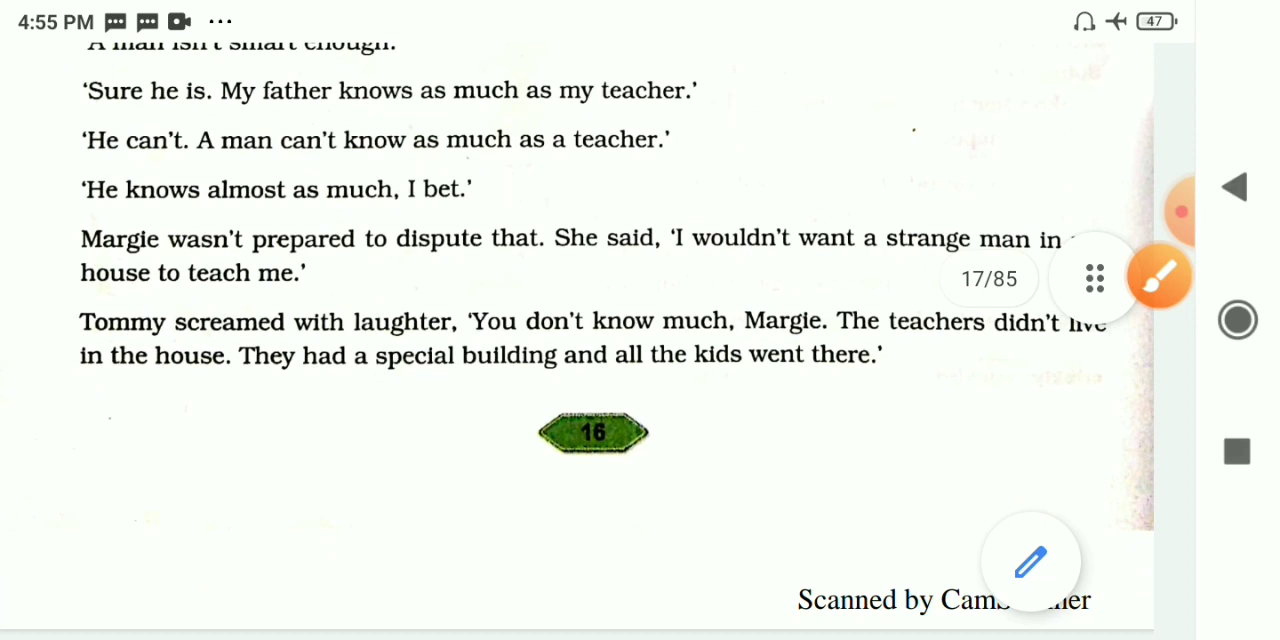 4:55 PM ...
47
A man isn't smart enough.
'Sure he is. My father knows as much as my teacher.'
'He can't. A man can't know as much as a teacher.'
'He knows almost as much, I bet.'
Margie wasn't prepared to dispute that. She said, 'I wouldn't want a strange man in
house to teach me.'
17/85
Tommy screamed with laughter, 'You don't know much, Margie. The teachers didn't live
in the house. They had a special building and all the kids went there.'
16
Scanned by